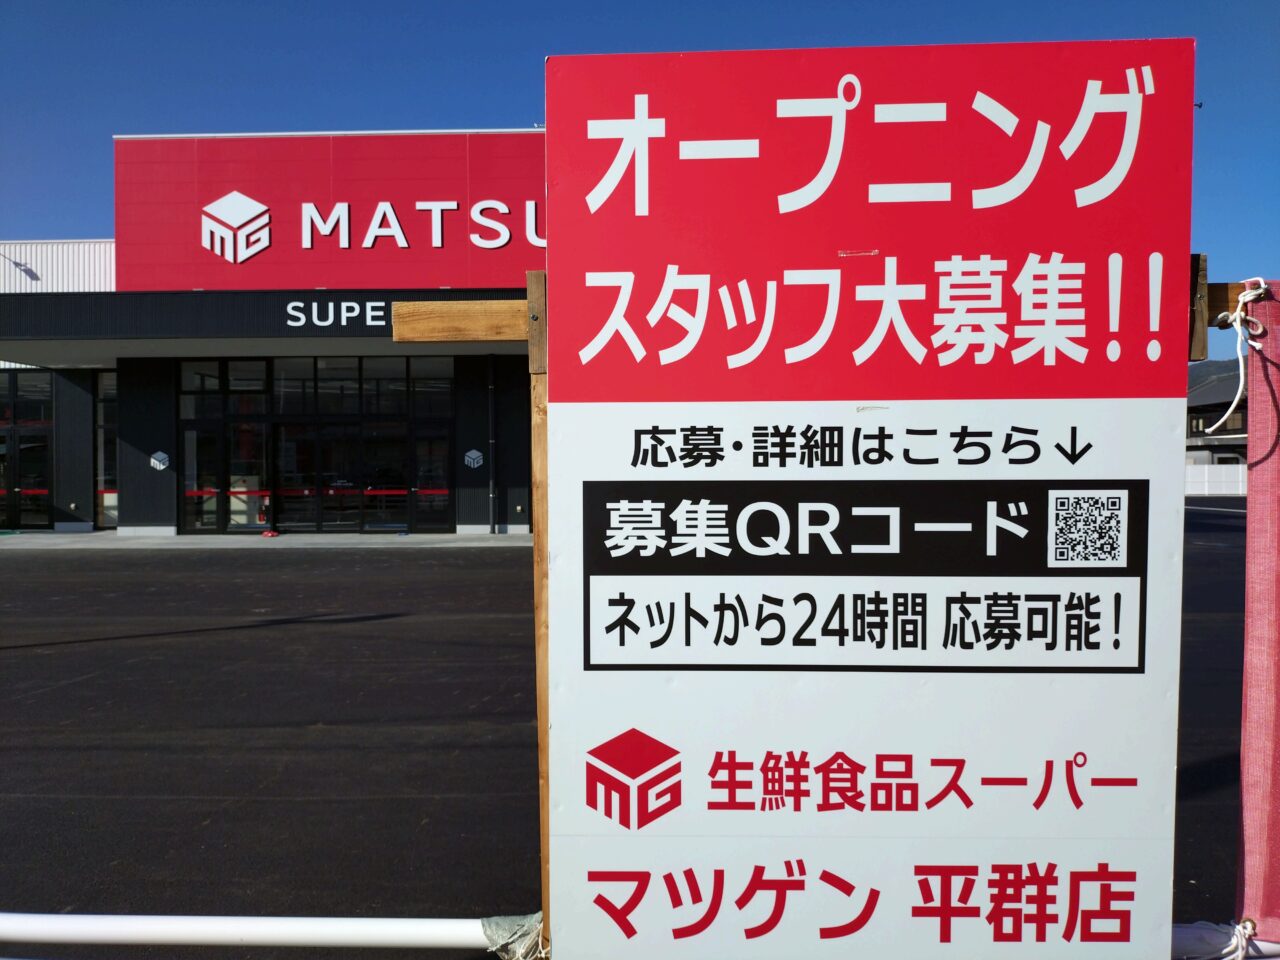 MG MATSU
SUPE
オープニング
スタッフ大募集!!
応募・詳細はこちら↓
募集QRコード
ネットから24時間 応募可能!
MG 生鮮食品スーパー
マツゲン 平群店